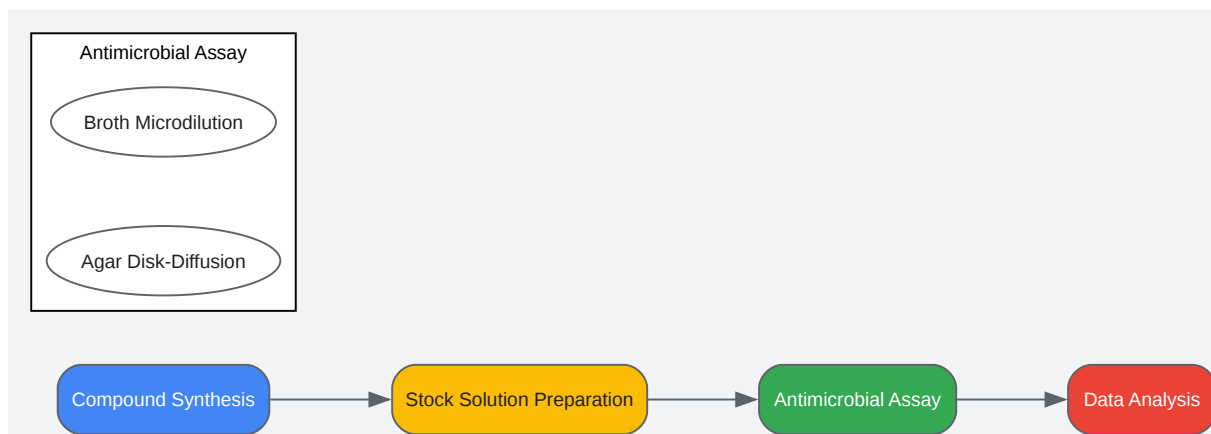 Antimicrobial Assay
Broth Microdilution
Agar Disk-Diffusion
Compound Synthesis
Stock Solution Preparation
Antimicrobial Assay
Data Analysis